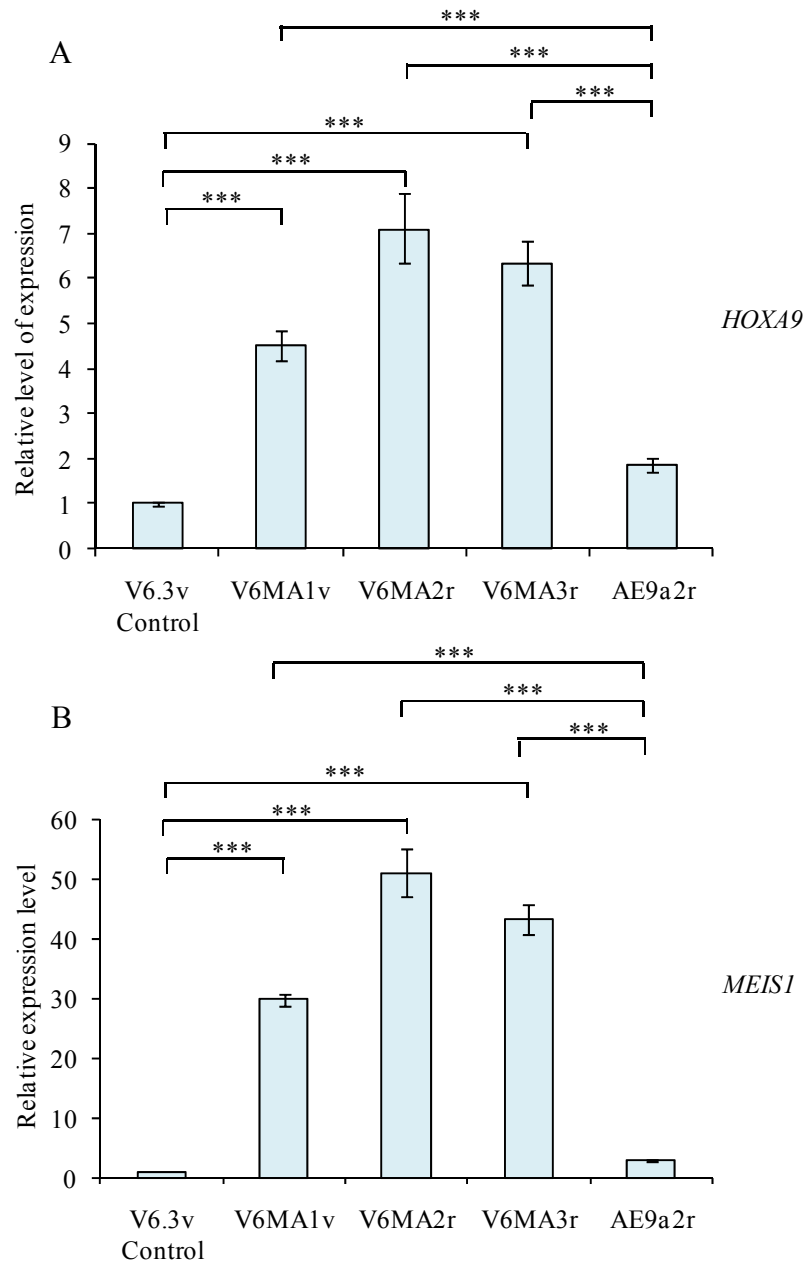 A
***
***
***
***
***
***
Relative level of expression
9
8
7
6
5
4
3
2
1
0
HOXA9
V6.3v Control
V6MA1v
V6MA2r
V6MA3r
AE9a2r
B
***
***
***
***
***
***
Relative expression level
60
50
40
30
20
10
0
MEIS1
V6.3v Control
V6MA1v
V6MA2r
V6MA3r
AE9a2r